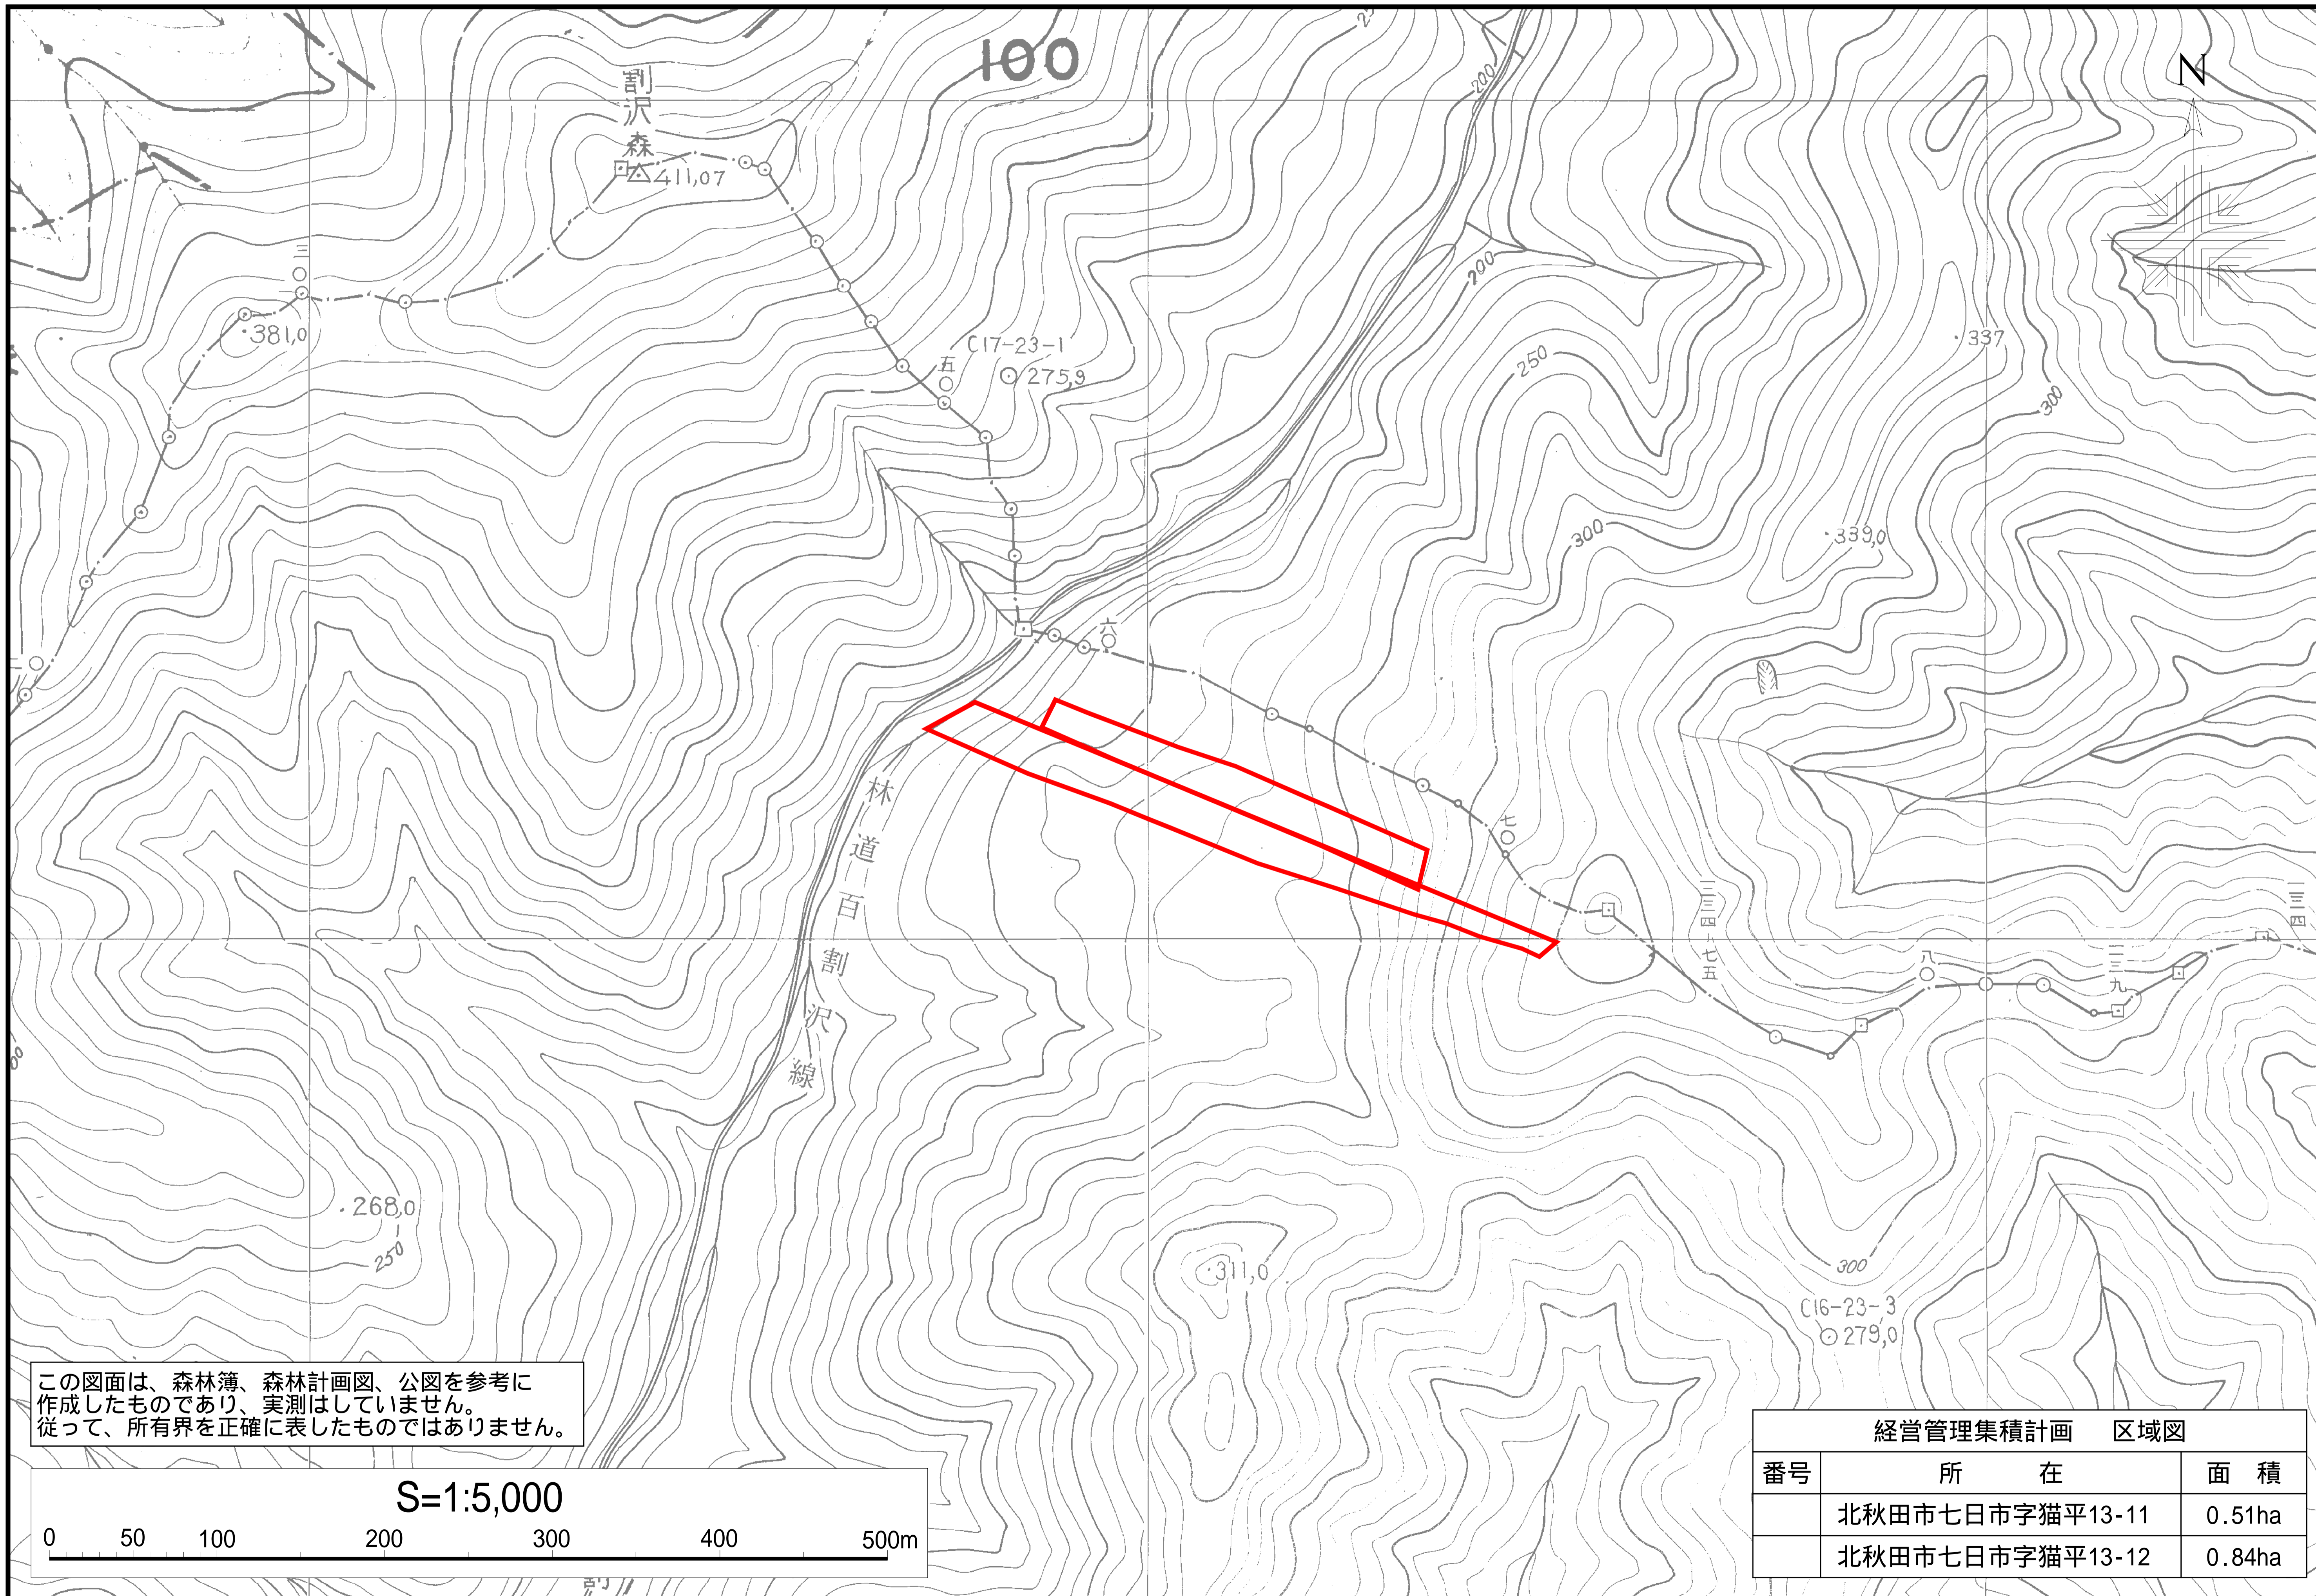 100
N
割沢森
411,07
200
200
三〇
381,0
C17-23-1
五〇
275,9
250
337
300
300
339,0
六〇
七〇
林道百割沢線
八〇
268,0
250
311,0
300
C16-23-3
279,0
この図面は、森林簿、森林計画図、公図を参考に
作成したものであり、実測はしていません。
従って、所有界を正確に表したものではありません。
S=1:5,000
0 50 100 200 300 400 500m
経営管理集積計画 区域図
番号 所 在 面 積
北秋田市七日市字猫平13-11 0.51ha
北秋田市七日市字猫平13-12 0.84ha